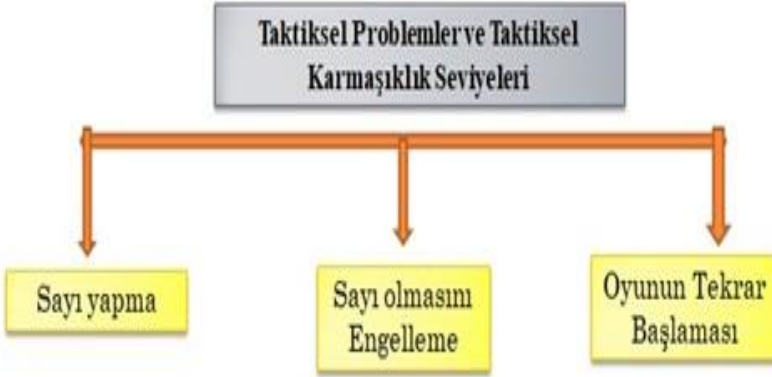 Taktiksel Problemler ve Taktiksel
Karmaşıklık Seviyeleri
Sayı yapma
Sayı olmasını
Engelleme
Oyunun Tekrar
Başlaması